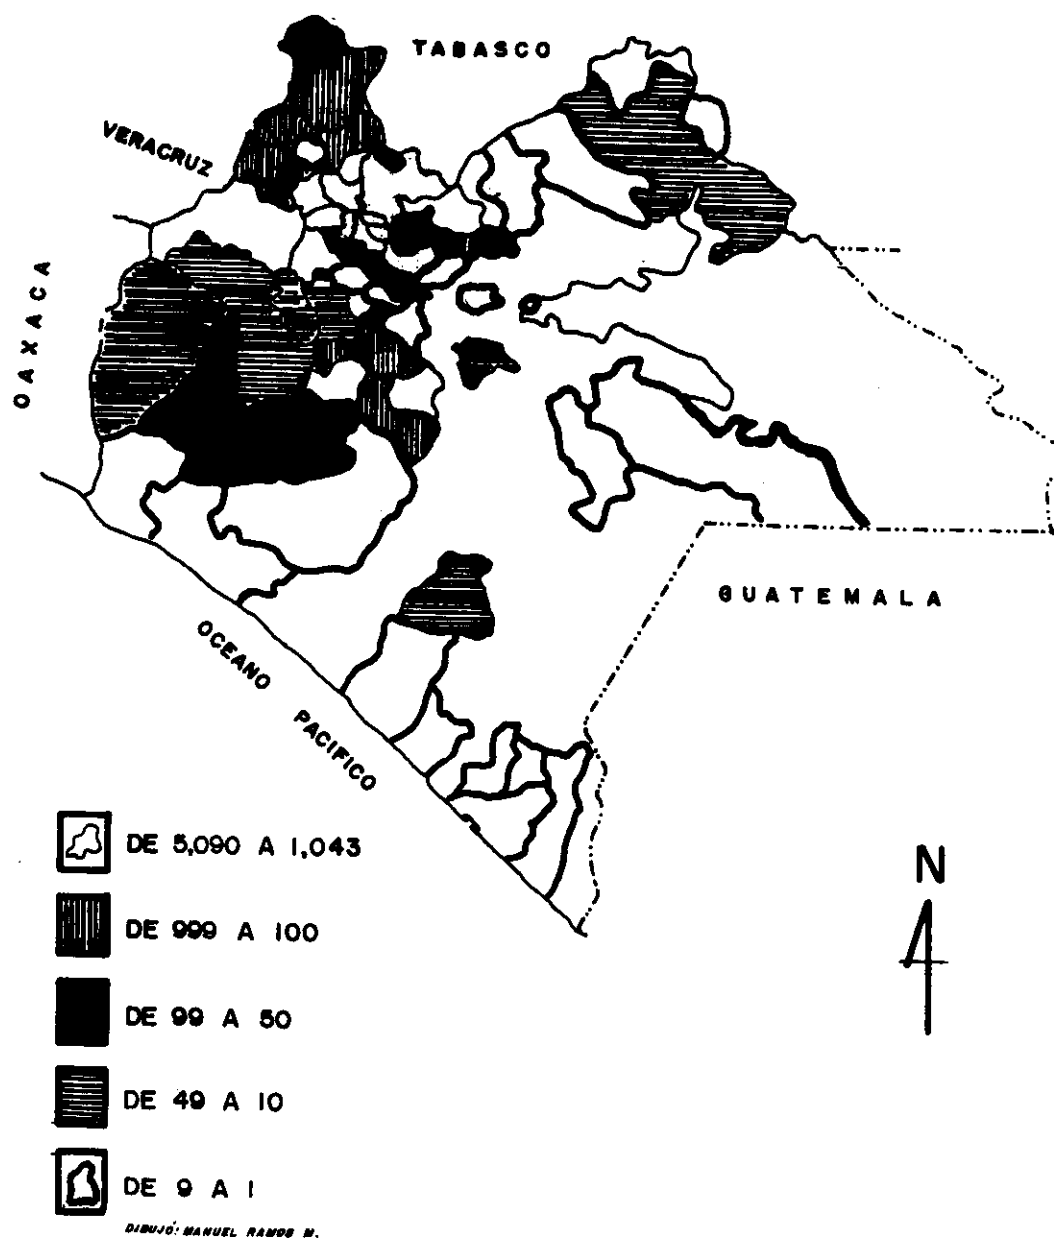 TABASCO
VERACRUZ
OAXACA
GUATEMALA
OCEANO PACIFICO
DE 5,090 A 1,043
N
DE 999 A 100
DE 99 A 50
DE 49 A 10
DE 9 A 1
DIBUJÓ: MANUEL RAMOS M.